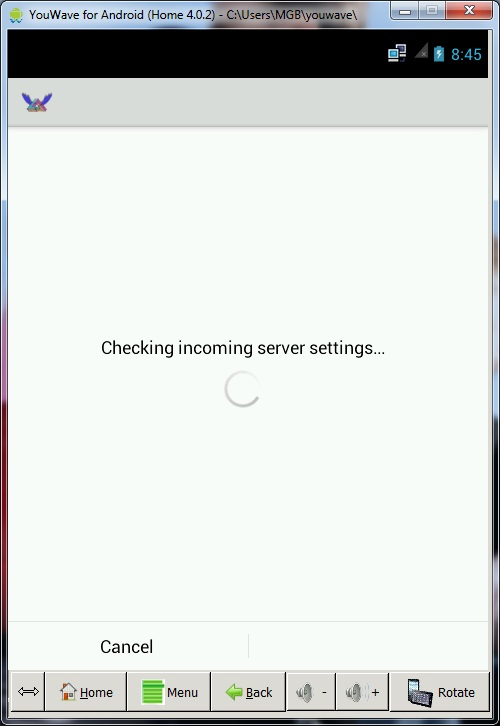 YouWave for Android (Home 4.0.2) - C:\Users\MGB\youwave\
8:45
Checking incoming server settings...
Cancel
Home Menu Back - + Rotate